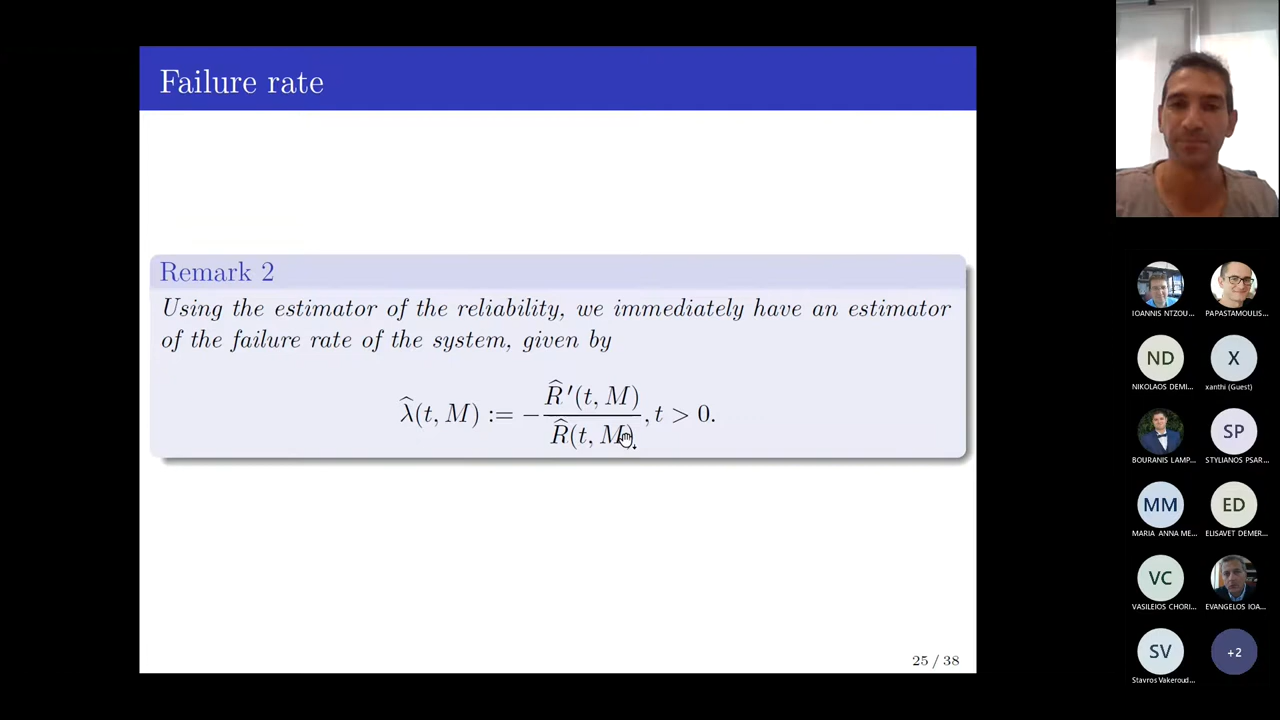 Failure rate
Remark 2
Using the estimator of the reliability, we immediately have an estimator
of the failure rate of the system, given by
λ̂(t, M) := − R̂′(t, M) / R̂(t, M), t > 0.
25 / 38
IOANNIS NTZOU...
PAPASTAMOULIS...
ND
X
NIKOLAOS DEMI...
xanthi (Guest)
SP
BOURANIS LAMP...
STYLIANOS PSAR...
MM
ED
MARIA ANNA ME...
ELISAVET DEMER...
VC
VASILEIOS CHORI...
EVANGELOS IOA...
SV
+2
Stavros Vakeroud...